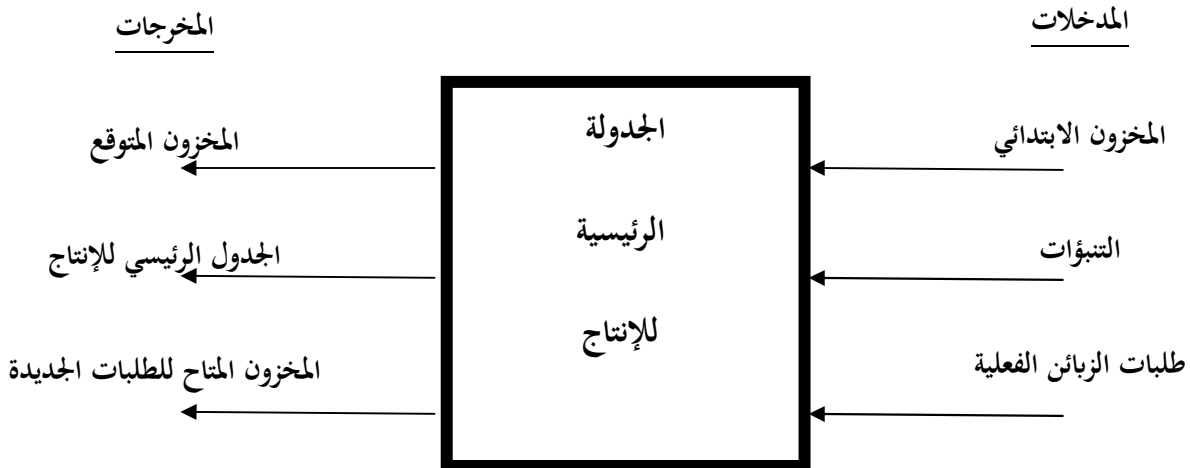 المدخلات
المخرجات
المخزون الابتدائي
الجدولة
المخزون المتوقع
التنبؤات
الرئيسية
الجدول الرئيسي للإنتاج
طلبات الزبائن الفعلية
للإنتاج
المخزون المتاح للطلبات الجديدة